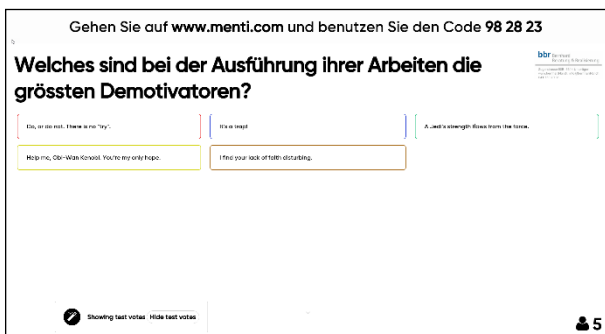 Gehen Sie auf www.menti.com und benutzen Sie den Code 98 28 23
Welches sind bei der Ausführung ihrer Arbeiten die
grössten Demotivatoren?
bbr
Do, or do not. There is no "try".
It's a trap!
A Jedi's strength flows from the force.
Help me, Obi-Wan Kenobi. You're my only hope.
I find your lack of faith disturbing.
Showing test votes Hide test votes
5